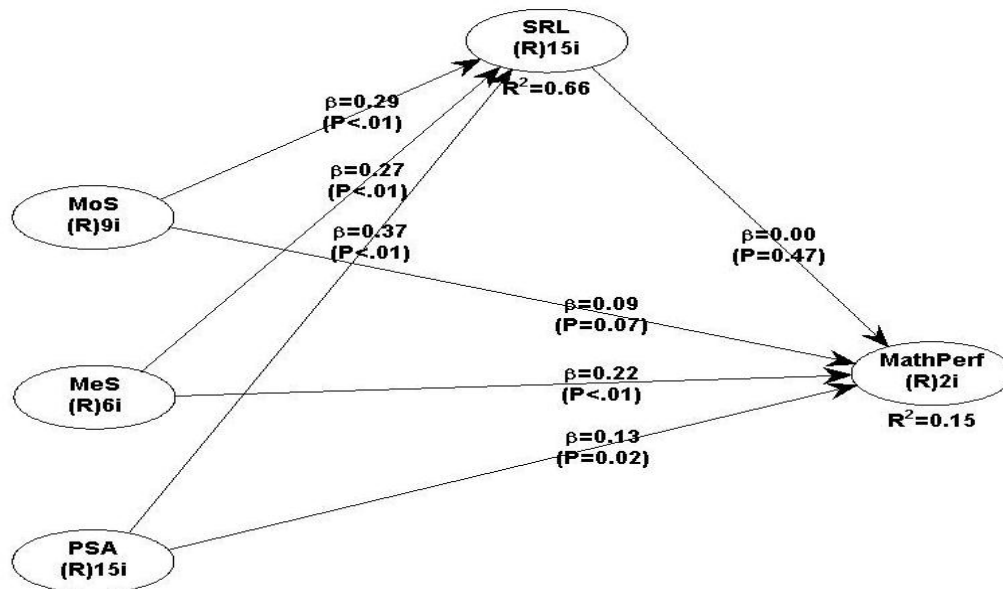 SRL
(R)15i
R²=0.66
β=0.29
(P<.01)
β=0.27
(P<.01)
MoS
(R)9i
β=0.37
(P<.01)
β=0.00
(P=0.47)
β=0.09
(P=0.07)
MathPerf
(R)2i
R²=0.15
MeS
(R)6i
β=0.22
(P<.01)
β=0.13
(P=0.02)
PSA
(R)15i